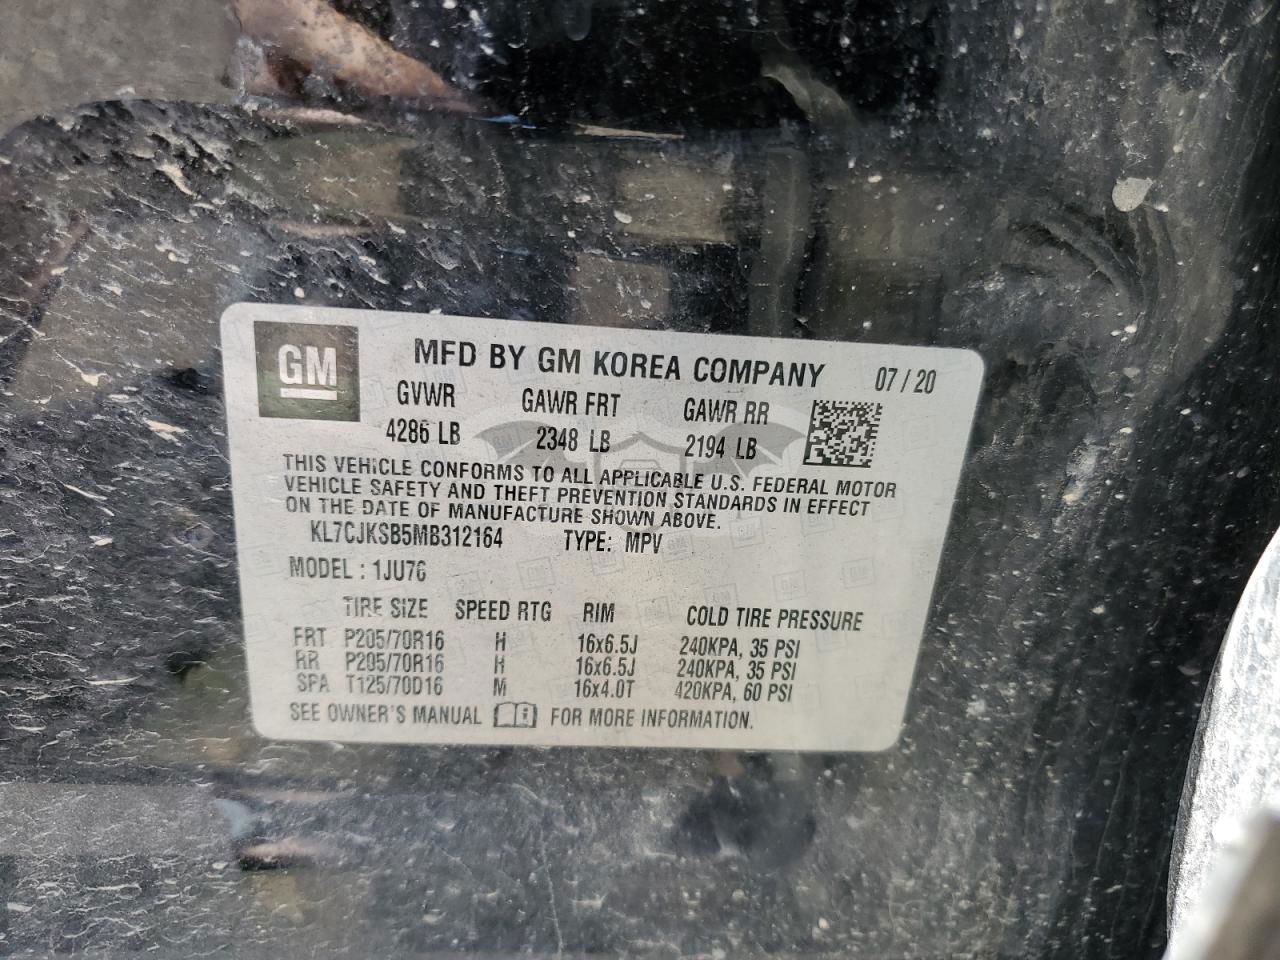 GM
MFD BY GM KOREA COMPANY 07 / 20
GVWR GAWR FRT GAWR RR
4286 LB 2348 LB 2194 LB
THIS VEHICLE CONFORMS TO ALL APPLICABLE U.S. FEDERAL MOTOR
VEHICLE SAFETY AND THEFT PREVENTION STANDARDS IN EFFECT
ON THE DATE OF MANUFACTURE SHOWN ABOVE.
KL7CJKSB5MB312164 TYPE: MPV
MODEL : 1JU76
TIRE SIZE SPEED RTG RIM COLD TIRE PRESSURE
FRT P205/70R16 H 16x6.5J 240KPA, 35 PSI
RR P205/70R16 H 16x6.5J 240KPA, 35 PSI
SPA T125/70D16 M 16x4.0T 420KPA, 60 PSI
SEE OWNER'S MANUAL FOR MORE INFORMATION.